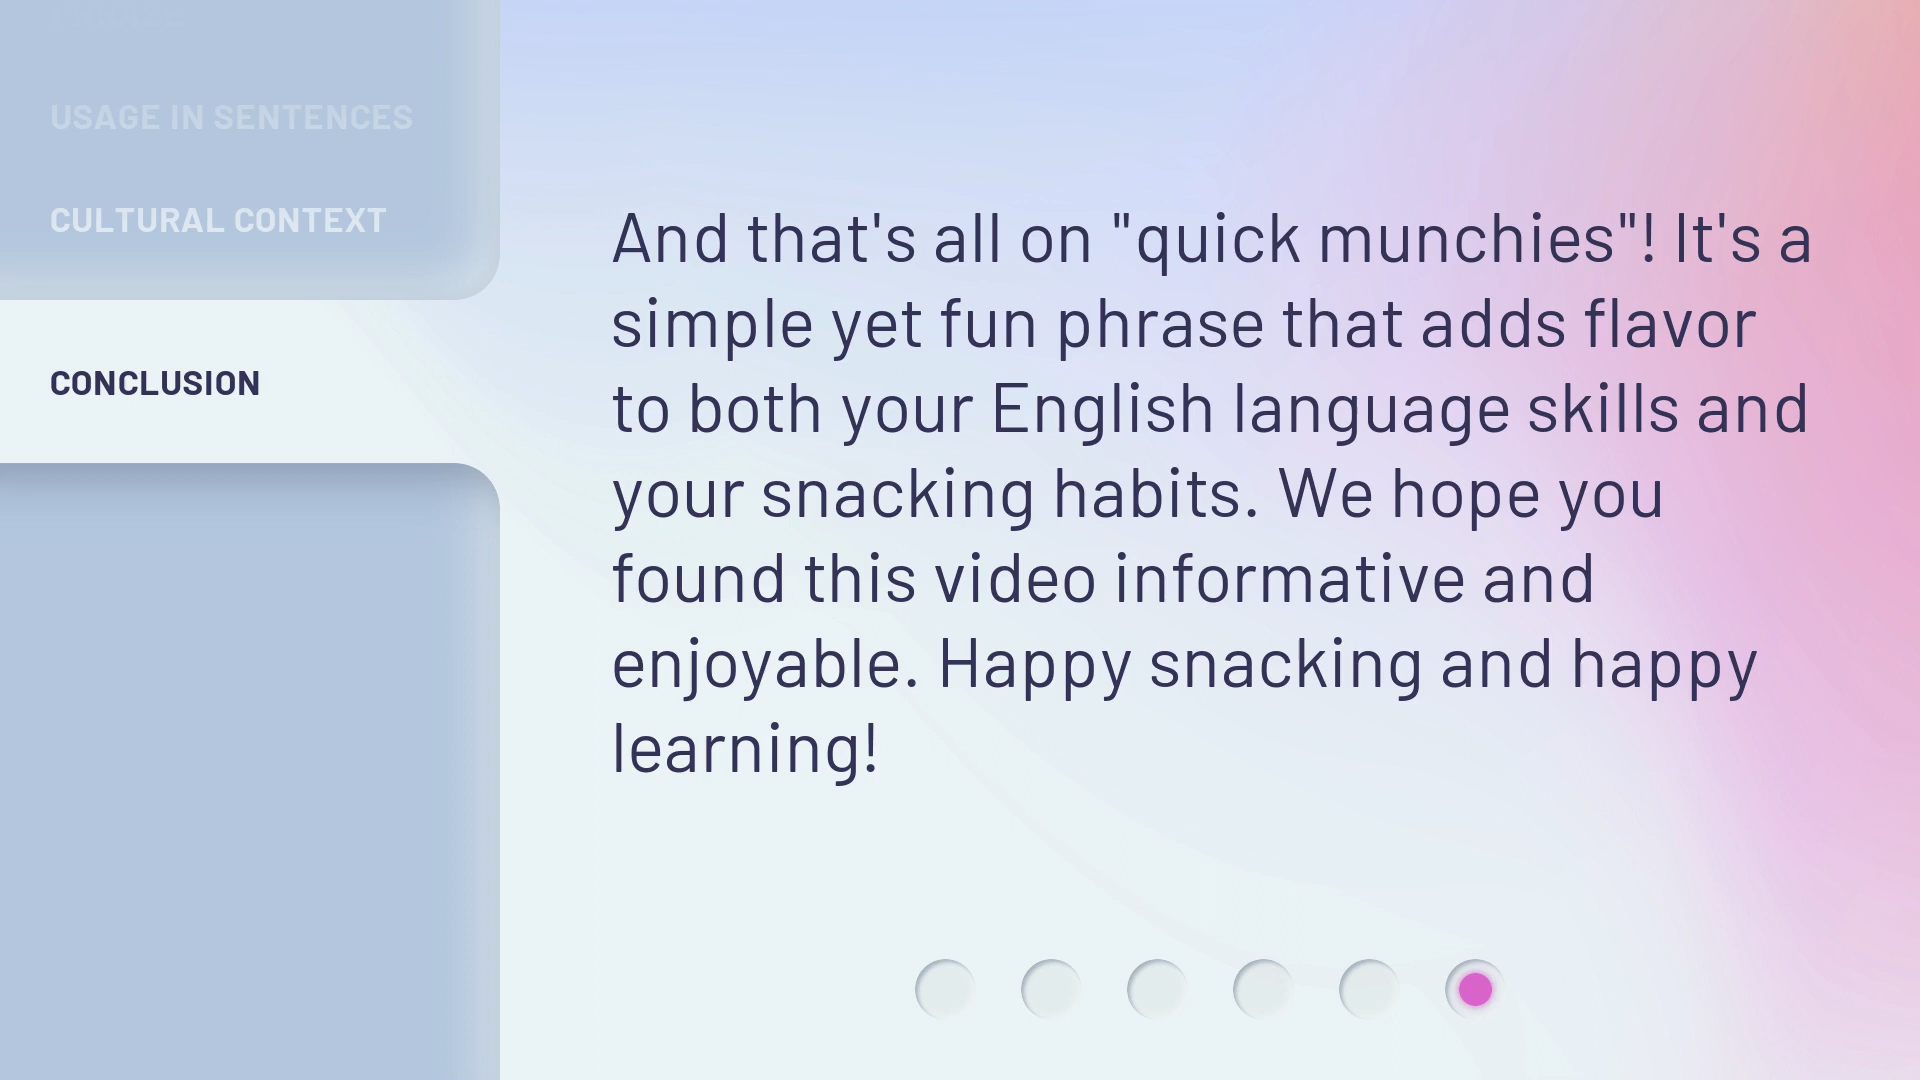 USAGE IN SENTENCES
CULTURAL CONTEXT
CONCLUSION
And that's all on "quick munchies"! It's a
simple yet fun phrase that adds flavor
to both your English language skills and
your snacking habits. We hope you
found this video informative and
enjoyable. Happy snacking and happy
learning!